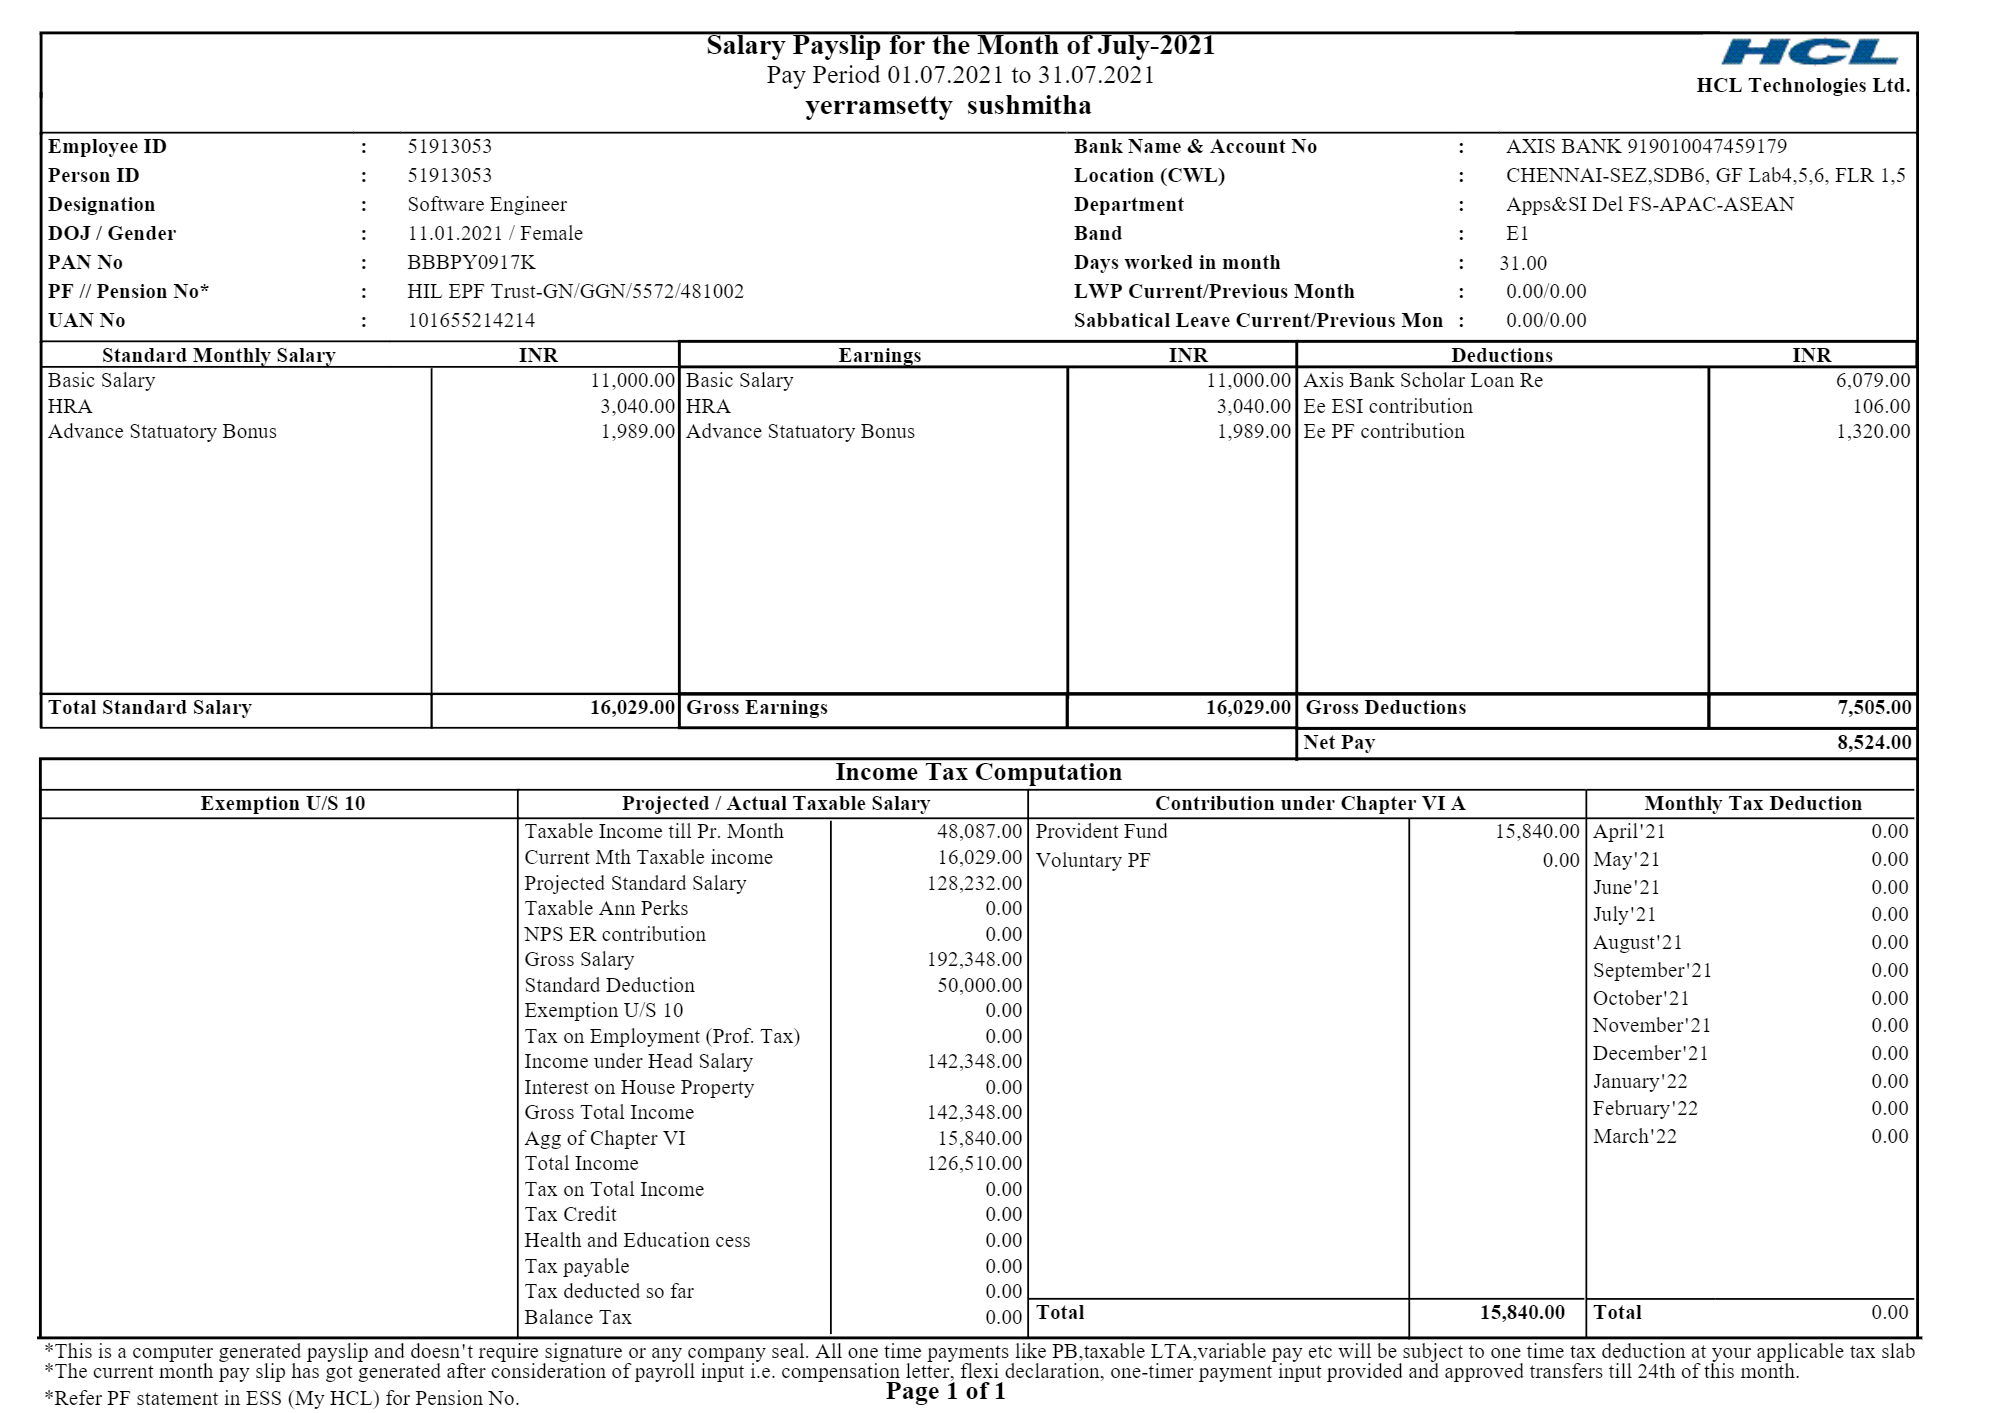 Salary Payslip for the Month of July-2021
Pay Period 01.07.2021 to 31.07.2021
yerramsetty sushmitha
HCL
HCL Technologies Ltd.
Employee ID : 51913053 Bank Name & Account No : AXIS BANK 919010047459179
Person ID : 51913053 Location (CWL) : CHENNAI-SEZ,SDB6, GF Lab4,5,6, FLR 1,5
Designation : Software Engineer Department : Apps&SI Del FS-APAC-ASEAN
DOJ / Gender : 11.01.2021 / Female Band : E1
PAN No : BBBPY0917K Days worked in month : 31.00
PF // Pension No* : HIL EPF Trust-GN/GGN/5572/481002 LWP Current/Previous Month : 0.00/0.00
UAN No : 101655214214 Sabbatical Leave Current/Previous Mon : 0.00/0.00
Standard Monthly Salary INR Earnings INR Deductions INR
Basic Salary 11,000.00 Basic Salary 11,000.00 Axis Bank Scholar Loan Re 6,079.00
HRA 3,040.00 HRA 3,040.00 Ee ESI contribution 106.00
Advance Statuatory Bonus 1,989.00 Advance Statuatory Bonus 1,989.00 Ee PF contribution 1,320.00
Total Standard Salary 16,029.00 Gross Earnings 16,029.00 Gross Deductions 7,505.00
Net Pay 8,524.00
Income Tax Computation
Exemption U/S 10 Projected / Actual Taxable Salary Contribution under Chapter VI A Monthly Tax Deduction
Taxable Income till Pr. Month 48,087.00 Provident Fund 15,840.00 April'21 0.00
Current Mth Taxable income 16,029.00 Voluntary PF 0.00 May'21 0.00
Projected Standard Salary 128,232.00 June'21 0.00
Taxable Ann Perks 0.00 July'21 0.00
NPS ER contribution 0.00 August'21 0.00
Gross Salary 192,348.00 September'21 0.00
Standard Deduction 50,000.00 October'21 0.00
Exemption U/S 10 0.00 November'21 0.00
Tax on Employment (Prof. Tax) 0.00 December'21 0.00
Income under Head Salary 142,348.00 January'22 0.00
Interest on House Property 0.00 February'22 0.00
Gross Total Income 142,348.00 March'22 0.00
Agg of Chapter VI 15,840.00
Total Income 126,510.00
Tax on Total Income 0.00
Tax Credit 0.00
Health and Education cess 0.00
Tax payable 0.00
Tax deducted so far 0.00
Balance Tax 0.00 Total 15,840.00 Total 0.00
*This is a computer generated payslip and doesn't require signature or any company seal. All one time payments like PB,taxable LTA,variable pay etc will be subject to one time tax deduction at your applicable tax slab
*The current month pay slip has got generated after consideration of payroll input i.e. compensation letter, flexi declaration, one-timer payment input provided and approved transfers till 24th of this month.
*Refer PF statement in ESS (My HCL) for Pension No.
Page 1 of 1